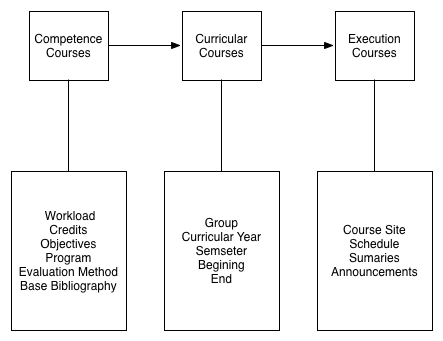 Competence
Courses
Curricular
Courses
Execution
Courses
Workload
Credits
Objectives
Program
Evaluation Method
Base Bibliography
Group
Curricular Year
Semseter
Begining
End
Course Site
Schedule
Sumaries
Announcements